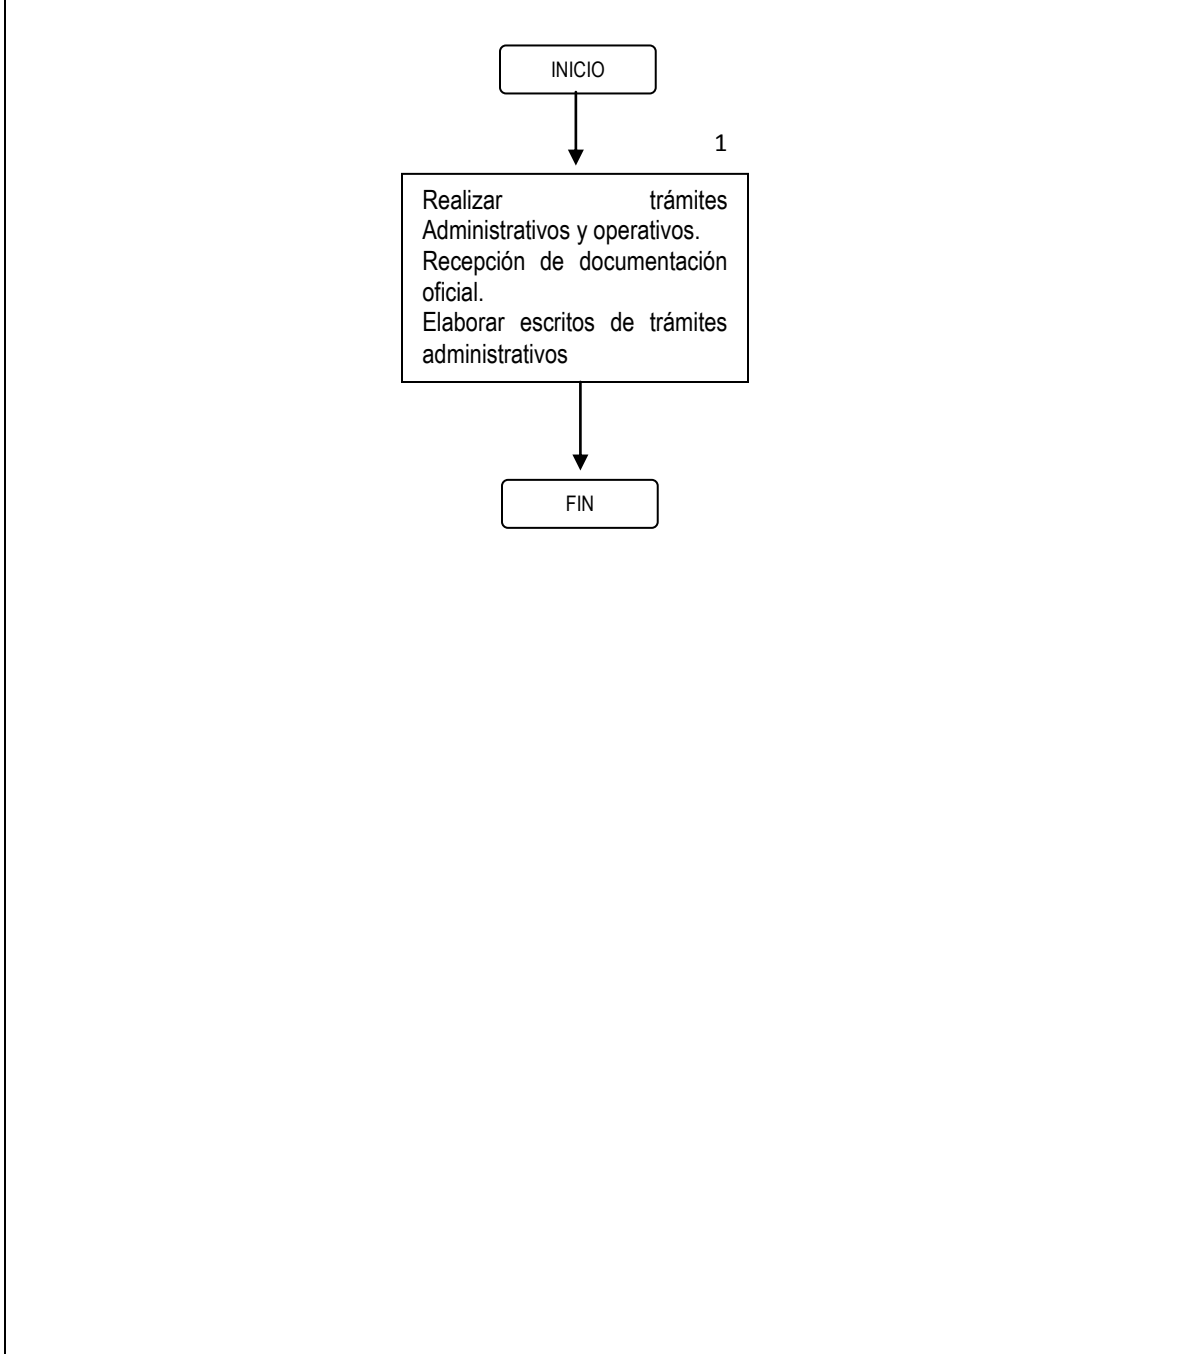 INICIO
1
Realizar trámites
Administrativos y operativos.
Recepción de documentación
oficial.
Elaborar escritos de trámites
administrativos
FIN